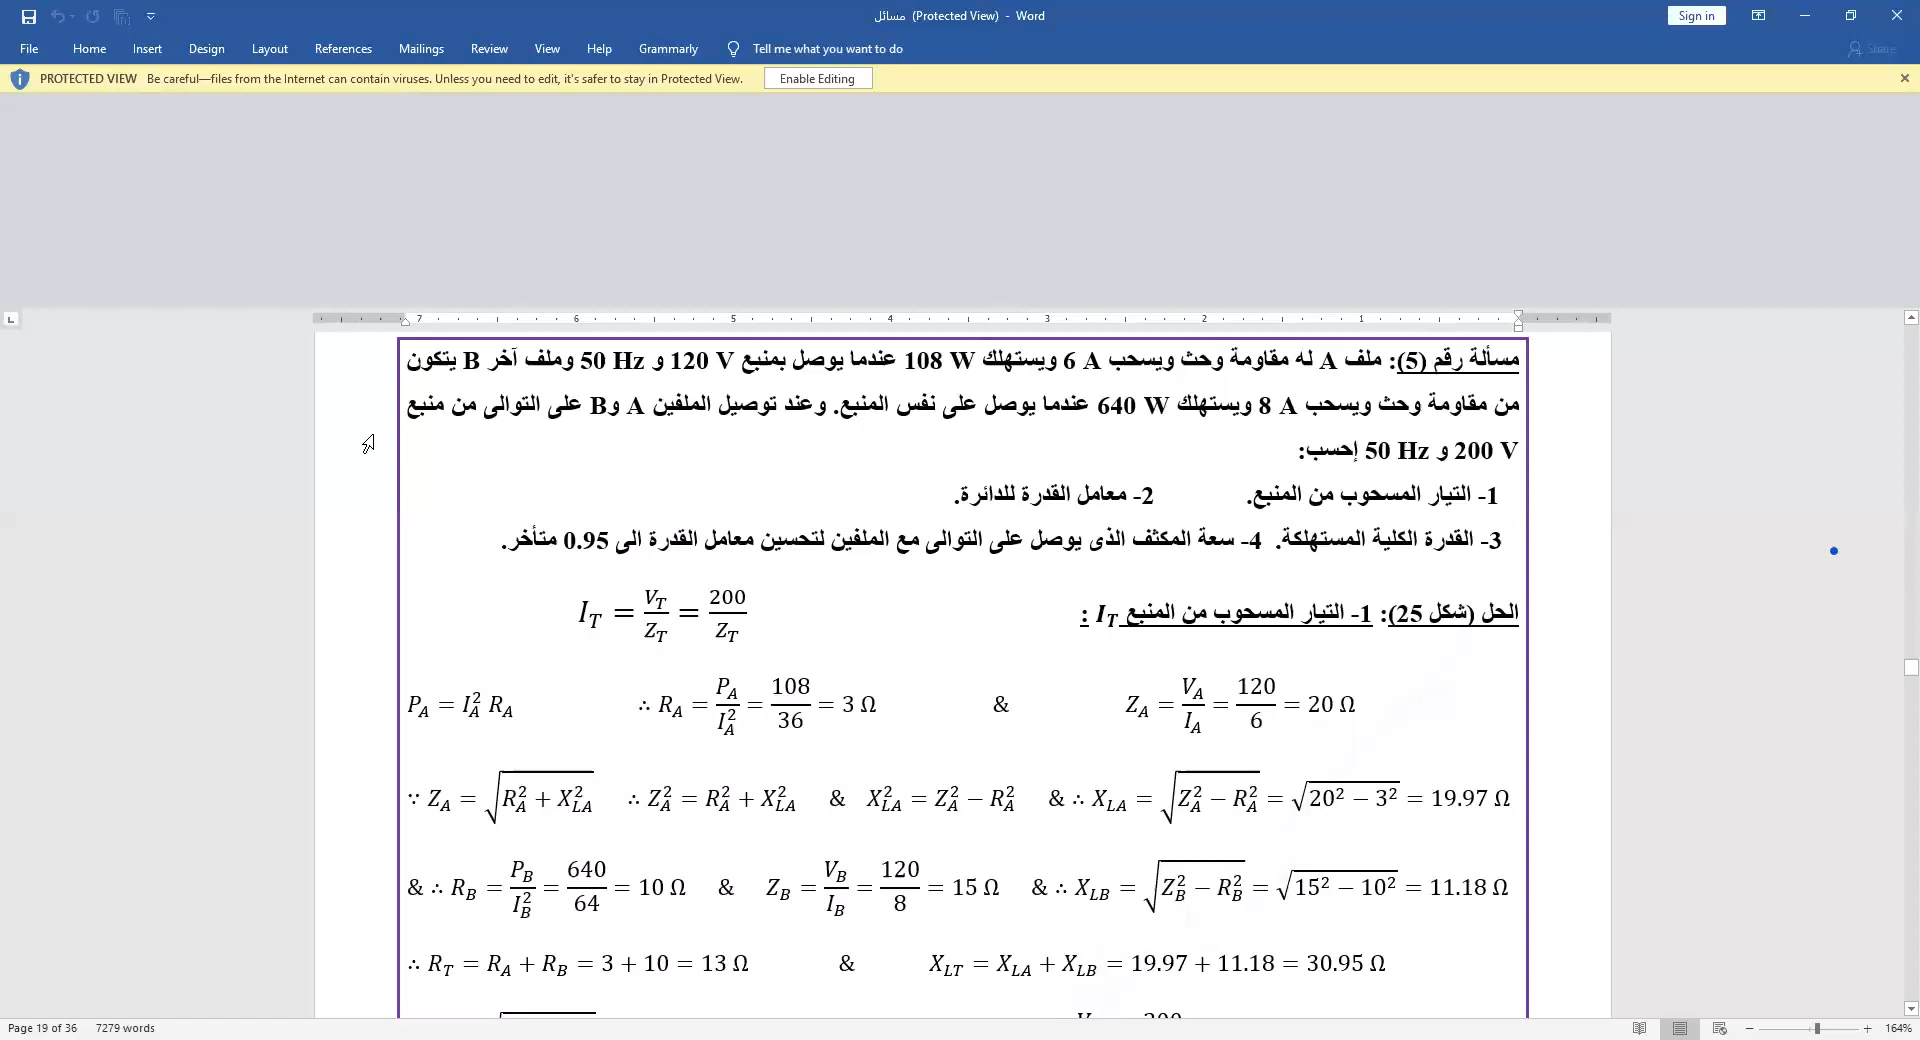 مسائل (Protected View) - Word
Sign in
File Home Insert Design Layout References Mailings Review View Help Grammarly Tell me what you want to do Share
PROTECTED VIEW Be careful—files from the Internet can contain viruses. Unless you need to edit, it's safer to stay in Protected View. Enable Editing
7 6 5 4 3 2 1
مسألة رقم (5): ملف A له مقاومة وحث ويسحب 6 A ويستهلك 108 W عندما يوصل بمنبع 120 V و 50 Hz وملف آخر B يتكون
من مقاومة وحث ويسحب 8 A ويستهلك 640 W عندما يوصل على نفس المنبع. وعند توصيل الملفين A وB على التوالى من منبع
200 V و 50 Hz إحسب:
1- التيار المسحوب من المنبع. 2- معامل القدرة للدائرة.
3- القدرة الكلية المستهلكة. 4- سعة المكثف الذى يوصل على التوالى مع الملفين لتحسين معامل القدرة الى 0.95 متأخر.
الحل (شكل 25): 1- التيار المسحوب من المنبع I_T : I_T = V_T/Z_T = 200/Z_T
P_A = I_A^2 R_A ∴ R_A = P_A/I_A^2 = 108/36 = 3 Ω & Z_A = V_A/I_A = 120/6 = 20 Ω
∵ Z_A = √(R_A^2 + X_LA^2) ∴ Z_A^2 = R_A^2 + X_LA^2 & X_LA^2 = Z_A^2 − R_A^2 & ∴ X_LA = √(Z_A^2 − R_A^2) = √(20^2 − 3^2) = 19.97 Ω
& ∴ R_B = P_B/I_B^2 = 640/64 = 10 Ω & Z_B = V_B/I_B = 120/8 = 15 Ω & ∴ X_LB = √(Z_B^2 − R_B^2) = √(15^2 − 10^2) = 11.18 Ω
∴ R_T = R_A + R_B = 3 + 10 = 13 Ω & X_LT = X_LA + X_LB = 19.97 + 11.18 = 30.95 Ω
Page 19 of 36 7279 words 164%